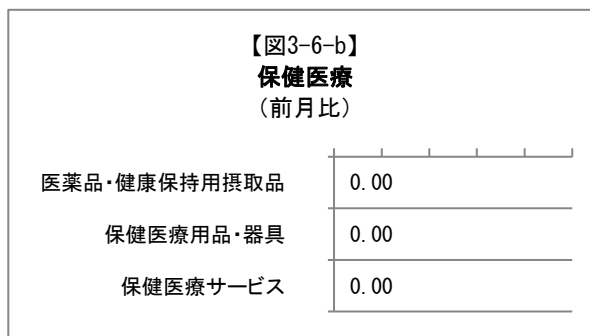 【図3-6-b】
保健医療
（前月比）
医薬品・健康保持用摂取品 0.00
保健医療用品・器具 0.00
保健医療サービス 0.00